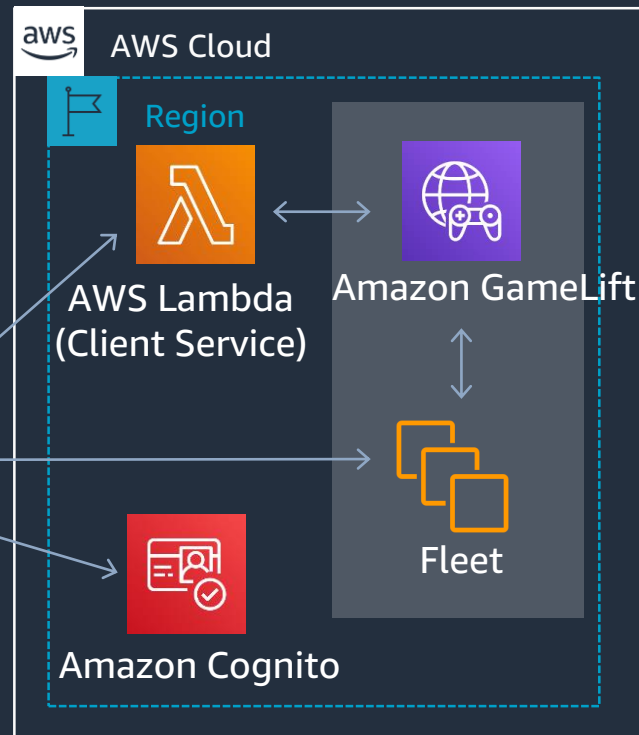 aws
AWS Cloud
Region
AWS Lambda
(Client Service)
Amazon GameLift
Fleet
Amazon Cognito